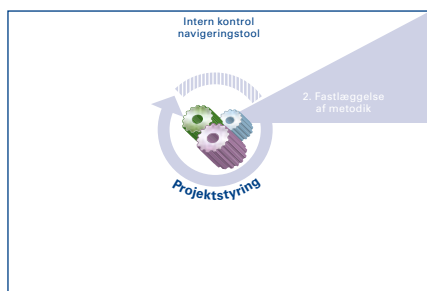 Intern kontrol
navigeringstool
2. Fastlæggelse
af metodik
Projektstyring